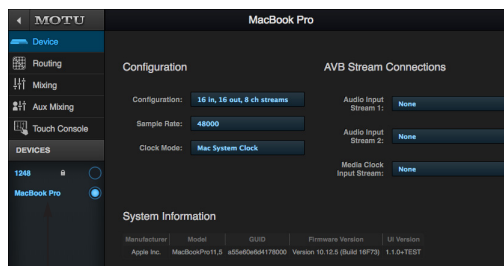 MOTU
MacBook Pro
Device
Routing
Mixing
Aux Mixing
Touch Console
DEVICES
1248
MacBook Pro
Configuration
Configuration: 16 in, 16 out, 8 ch streams
Sample Rate: 48000
Clock Mode: Mac System Clock
AVB Stream Connections
Audio Input
Stream 1: None
Audio Input
Stream 2: None
Media Clock
Input Stream: None
System Information
Manufacturer Model GUID Firmware Version UI Version
Apple Inc. MacBookPro11,5 a55e60e6d4178000 Version 10.12.5 (Build 16F73) 1.1.0+TEST